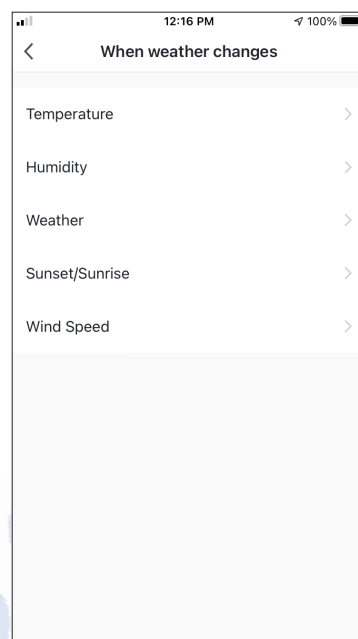 12:16 PM 100%
When weather changes
Temperature
Humidity
Weather
Sunset/Sunrise
Wind Speed